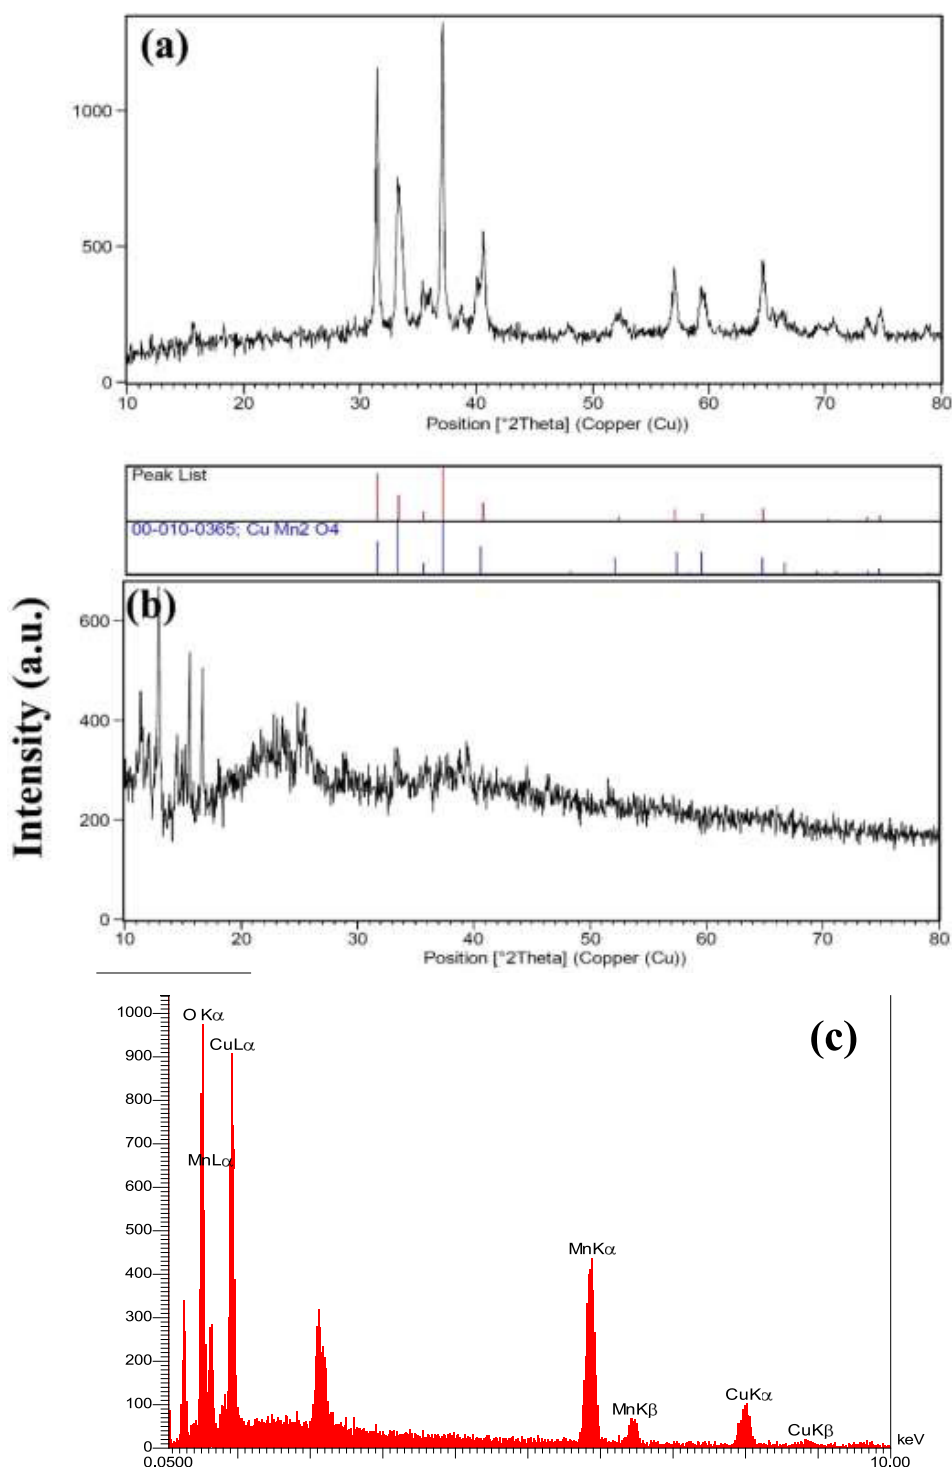 (a)
1000
500
0
10 20 30 40 50 60 70 80
Position [°2Theta] (Copper (Cu))
Peak List
00-010-0365; Cu Mn2 O4
Intensity (a.u.)
(b)
600
400
200
0
10 20 30 40 50 60 70 80
Position [°2Theta] (Copper (Cu))
(c)
1000
900
800
700
600
500
400
300
200
100
0
O Kα
CuLα
MnLα
MnKα
MnKβ
CuKα
CuKβ
keV
0.0500 10.00